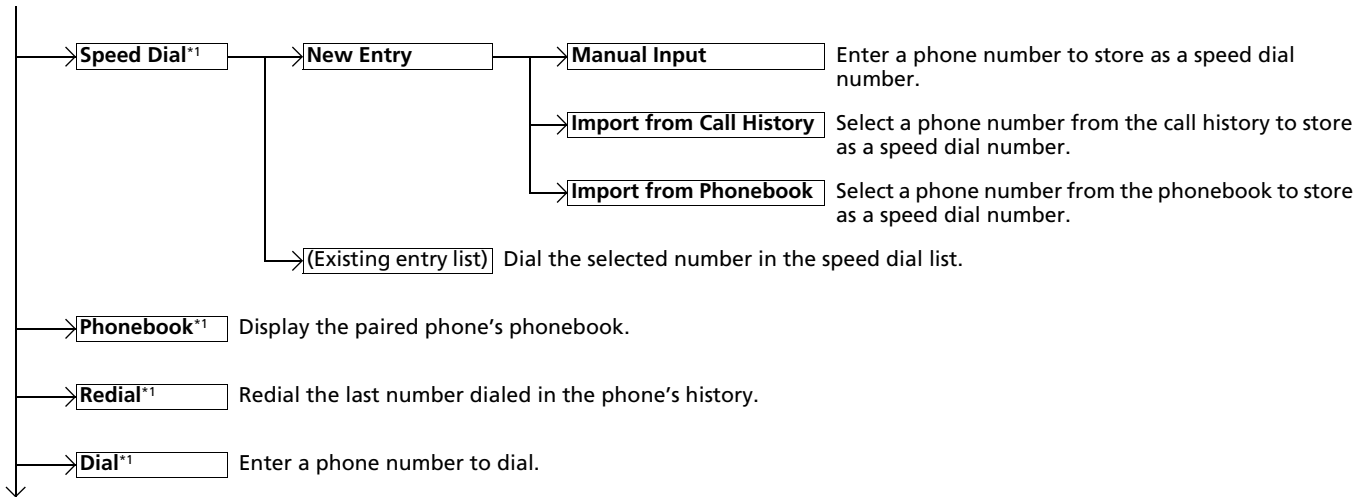 Speed Dial*1 New Entry Manual Input Enter a phone number to store as a speed dial
number.
Import from Call History Select a phone number from the call history to store
as a speed dial number.
Import from Phonebook Select a phone number from the phonebook to store
as a speed dial number.
(Existing entry list) Dial the selected number in the speed dial list.
Phonebook*1 Display the paired phone's phonebook.
Redial*1 Redial the last number dialed in the phone's history.
Dial*1 Enter a phone number to dial.